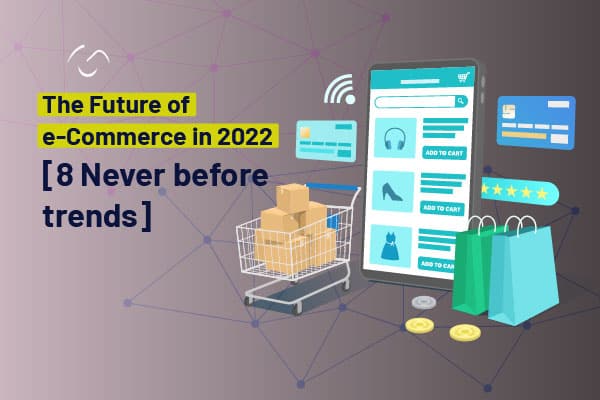 The Future of
e-Commerce in 2022
[8 Never before
trends]
ADD TO CART
ADD TO CART
ADD TO CART